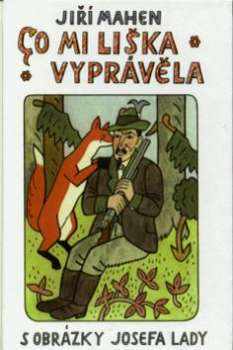 JIŘÍ MAHEN
ČO MI LIŠKA
VYPRÁVĚLA
S OBRÁZKY JOSEFA LADY